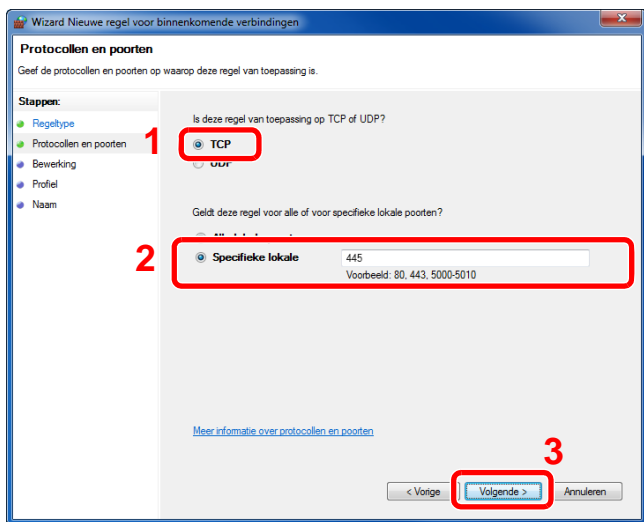 Wizard Nieuwe regel voor binnenkomende verbindingen
Protocollen en poorten
Geef de protocollen en poorten op waarop deze regel van toepassing is.
Stappen:
Regeltype
Protocollen en poorten
Bewerking
Profiel
Naam
Is deze regel van toepassing op TCP of UDP?
1
TCP
UDP
Geldt deze regel voor alle of voor specifieke lokale poorten?
2
Specifieke lokale
445
Voorbeeld: 80, 443, 5000-5010
Meer informatie over protocollen en poorten
3
< Vorige
Volgende >
Annuleren